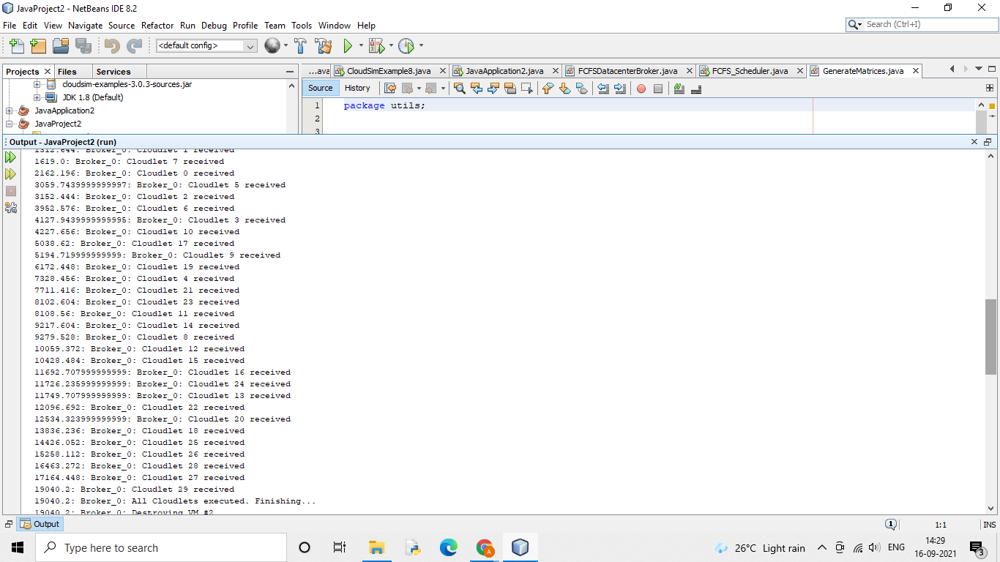 JavaProject2 - NetBeans IDE 8.2
File Edit View Navigate Source Refactor Run Debug Profile Team Tools Window Help
Search (Ctrl+I)
<default config>
Projects Files Services
...ava CloudSimExample8.java JavaApplication2.java FCFSDatacenterBroker.java FCFS_Scheduler.java GenerateMatrices.java
cloudsim-examples-3.0.3-sources.jar
JDK 1.8 (Default)
JavaApplication2
JavaProject2
Source History
1 package utils;
2
3
Output - JavaProject2 (run)
1312.644: Broker_0: Cloudlet 1 received
1619.0: Broker_0: Cloudlet 7 received
2162.196: Broker_0: Cloudlet 0 received
3059.7439999999997: Broker_0: Cloudlet 5 received
3152.444: Broker_0: Cloudlet 2 received
3952.576: Broker_0: Cloudlet 6 received
4127.9439999999995: Broker_0: Cloudlet 3 received
4227.656: Broker_0: Cloudlet 10 received
5038.62: Broker_0: Cloudlet 17 received
5194.719999999999: Broker_0: Cloudlet 9 received
6172.448: Broker_0: Cloudlet 19 received
7328.456: Broker_0: Cloudlet 4 received
7711.416: Broker_0: Cloudlet 21 received
8102.604: Broker_0: Cloudlet 23 received
8108.56: Broker_0: Cloudlet 11 received
9217.604: Broker_0: Cloudlet 14 received
9279.528: Broker_0: Cloudlet 8 received
10059.372: Broker_0: Cloudlet 12 received
10428.484: Broker_0: Cloudlet 15 received
11692.707999999999: Broker_0: Cloudlet 16 received
11726.235999999999: Broker_0: Cloudlet 24 received
11749.707999999999: Broker_0: Cloudlet 13 received
12096.692: Broker_0: Cloudlet 22 received
12534.323999999999: Broker_0: Cloudlet 20 received
13836.236: Broker_0: Cloudlet 18 received
14426.052: Broker_0: Cloudlet 25 received
15258.112: Broker_0: Cloudlet 26 received
16463.272: Broker_0: Cloudlet 28 received
17164.448: Broker_0: Cloudlet 27 received
19040.2: Broker_0: Cloudlet 29 received
19040.2: Broker_0: All Cloudlets executed. Finishing...
19040.2: Broker_0: Destroying VM #2
Output
1
1:1
INS
Type here to search
A
26°C Light rain
ENG
14:29
16-09-2021
3